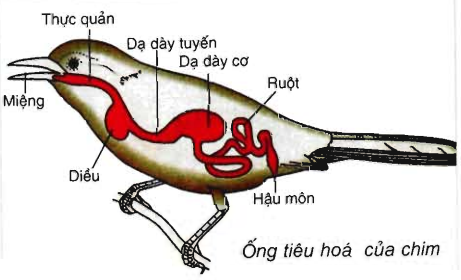 Thực quản
Dạ dày tuyến
Dạ dày cơ
Ruột
Miệng
Diều
Hậu môn
Ống tiêu hoá của chim